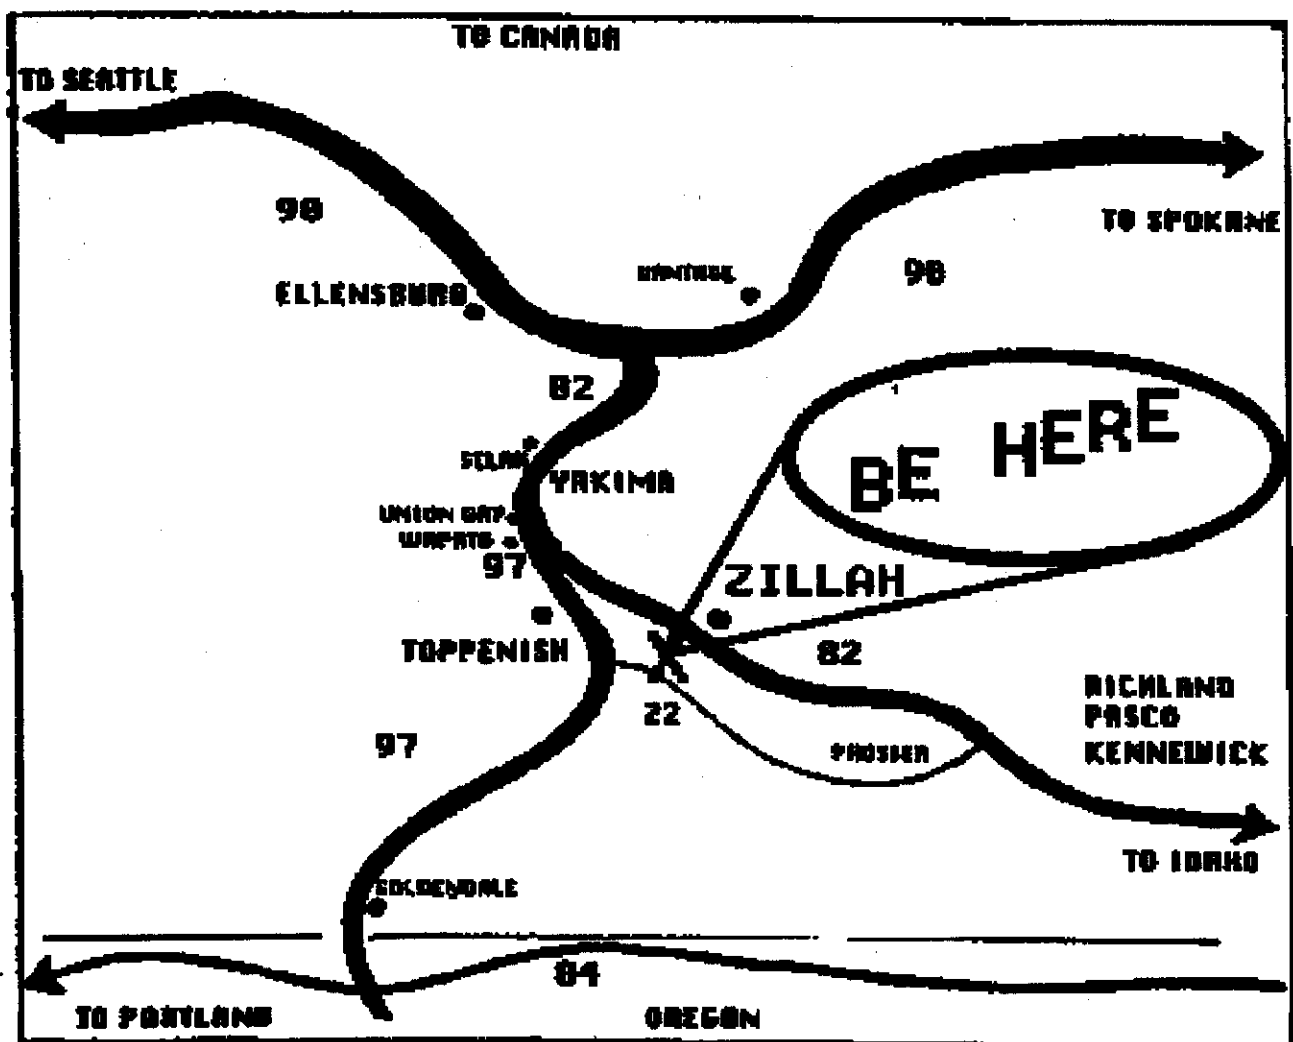 TO CANADA
TO SEATTLE
90
TO SPOKANE
VANTAGE
90
ELLENSBURG
82
BE HERE
SELAH
YAKIMA
UNION GAP
WAPATO
97
ZILLAH
TOPPENISH
82
RICHLAND
22
PASCO
97
PROSSER
KENNEWICK
TO IDAHO
GOLDENDALE
84
TO PORTLAND
OREGON